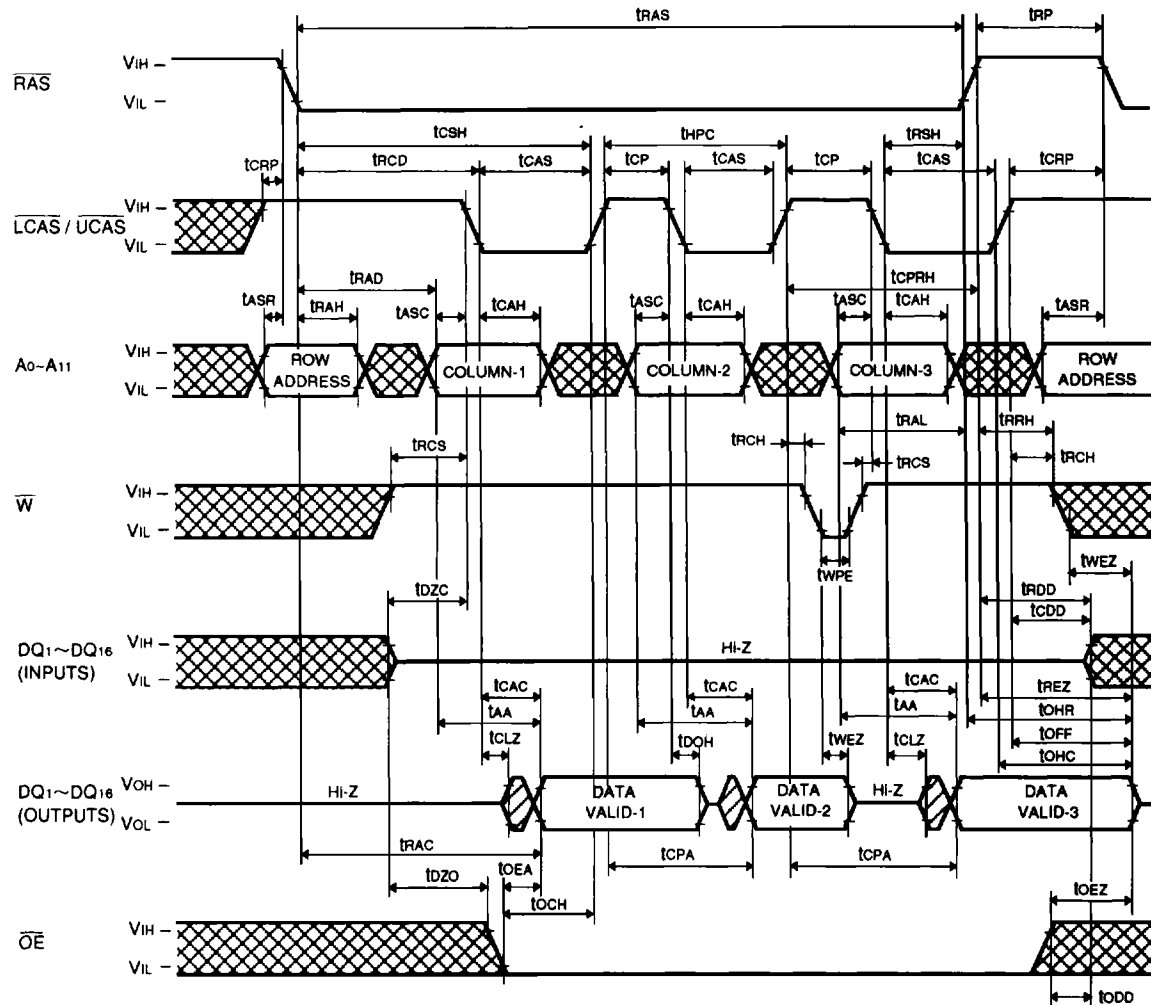 tRAS tRP
RAS VIH
VIL
tCSH tHPC tRSH
tCRP tRCD tCAS tCP tCAS tCP tCAS tCRP
LCAS / UCAS VIH
VIL
tRAD tCPRH
tASR tRAH tASC tCAH tASC tCAH tASC tCAH tASR
A0~A11 VIH
VIL
ROW ADDRESS COLUMN-1 COLUMN-2 COLUMN-3 ROW ADDRESS
tRAL tRRH
tRCS tRCH tRCS tRCH
W VIH
VIL
tWPE tWEZ
tDZC tRDD
tCDD
DQ1~DQ16 (INPUTS) VIH
VIL
Hi-Z
tCAC tCAC tCAC tREZ
tAA tAA tAA tOHR
tCLZ tDOH tWEZ tCLZ tOFF
tOHC
DQ1~DQ16 (OUTPUTS) VOH
VOL
Hi-Z DATA VALID-1 DATA VALID-2 Hi-Z DATA VALID-3
tRAC tCPA tCPA
tDZO tOEA tOEZ
tOCH
OE VIH
VIL
tODD